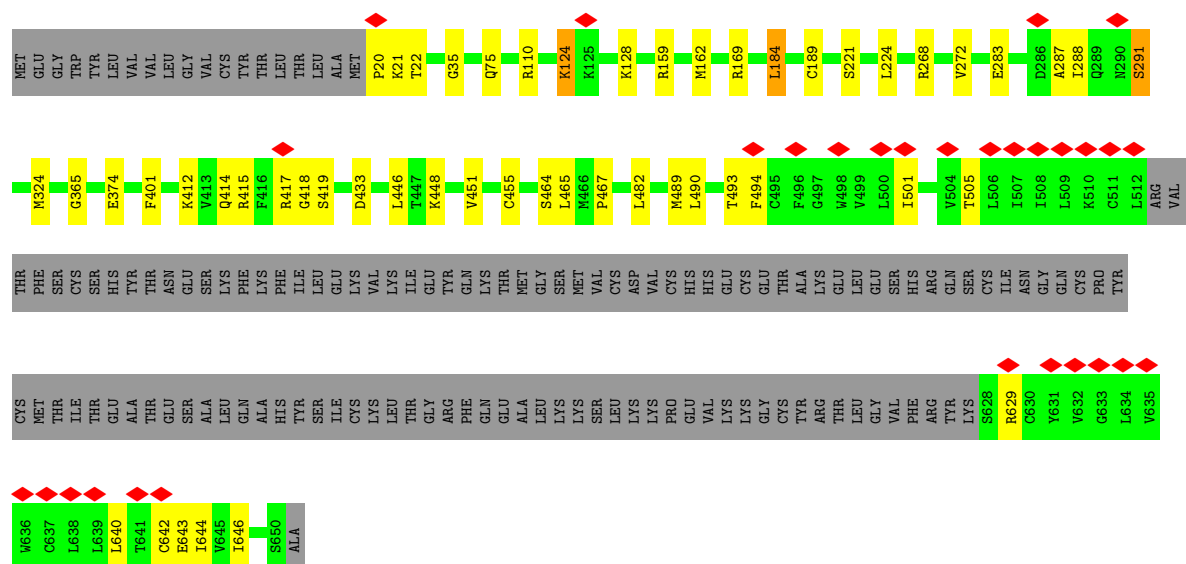 MET GLU GLY TRP TYR LEU VAL VAL LEU GLY VAL CYS TYR THR LEU THR LEU ALA MET P20 K21 T22 G35 Q75 R110 K124 K125 K128 R159 M162 R169 L184 C189 S221 L224 R268 V272 E283 D286 A287 I288 Q289 N290 S291
M324 G365 E374 F401 K412 V413 Q414 R415 F416 R417 G418 S419 D433 L446 T447 K448 V451 C455 S464 L465 M466 P467 L482 M489 L490 T493 F494 C495 F496 G497 W498 V499 L500 I501 V504 T505 L506 I507 I508 L509 K510 C511 L512 ARG VAL
THR PHE SER CYS SER HIS TYR THR ASN GLU SER LYS PHE LYS PHE ILE LEU GLU LYS VAL LYS ILE GLU TYR GLN LYS THR MET GLY SER MET VAL CYS ASP VAL CYS HIS HIS GLU CYS GLU THR ALA LYS GLU LEU GLU SER HIS ARG GLN SER CYS ILE ASN GLY GLN CYS PRO TYR
CYS MET THR ILE THR GLU ALA THR GLU SER ALA LEU GLN ALA HIS TYR SER ILE CYS LYS LEU THR GLY ARG PHE GLN GLU ALA LEU LYS LYS SER LEU LYS LYS PRO GLU VAL LYS LYS GLY CYS TYR ARG THR LEU GLY VAL PHE ARG TYR LYS S628 R629 C630 Y631 V632 G633 L634 V635
W636 C637 L638 L639 L640 T641 C642 E643 I644 V645 I646 S650 ALA